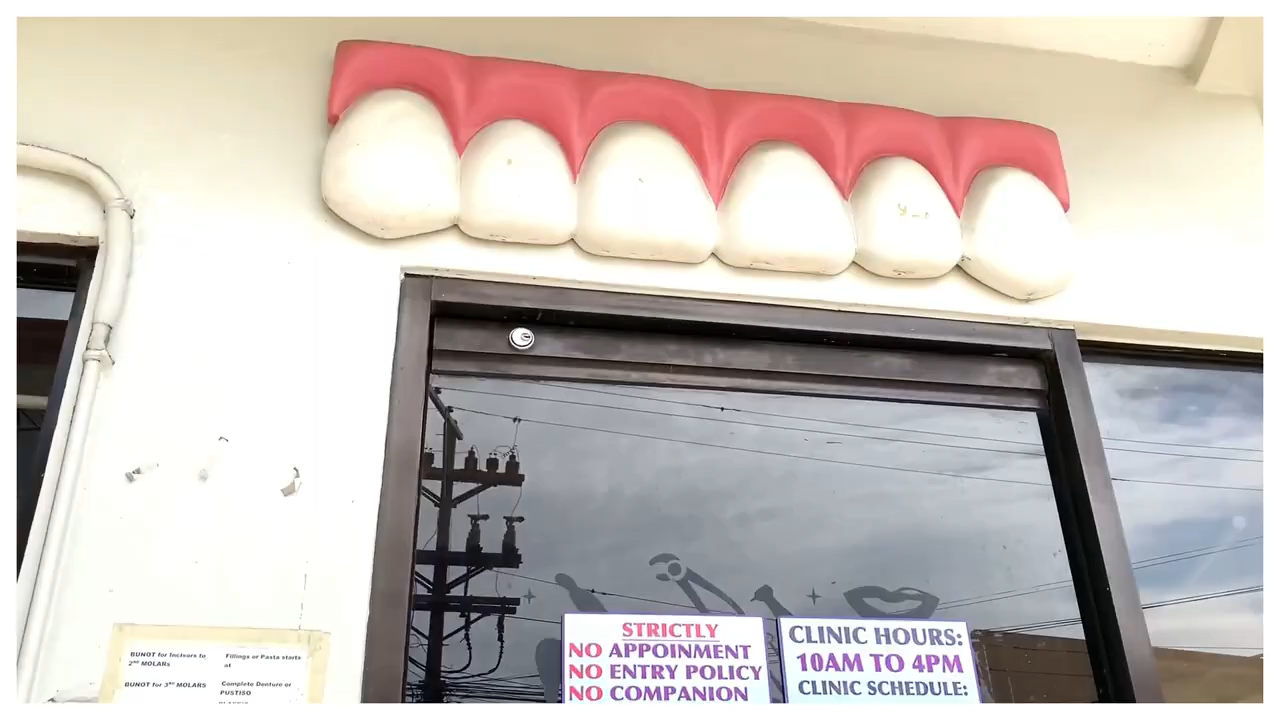 BUNOT for Incisors to
2ND MOLARs
BUNOT for 3RD MOLARS
Fillings or Pasta starts
at
Complete Denture or
PUSTISO
STRICTLY
NO APPOINMENT
NO ENTRY POLICY
NO COMPANION
CLINIC HOURS:
10AM TO 4PM
CLINIC SCHEDULE: